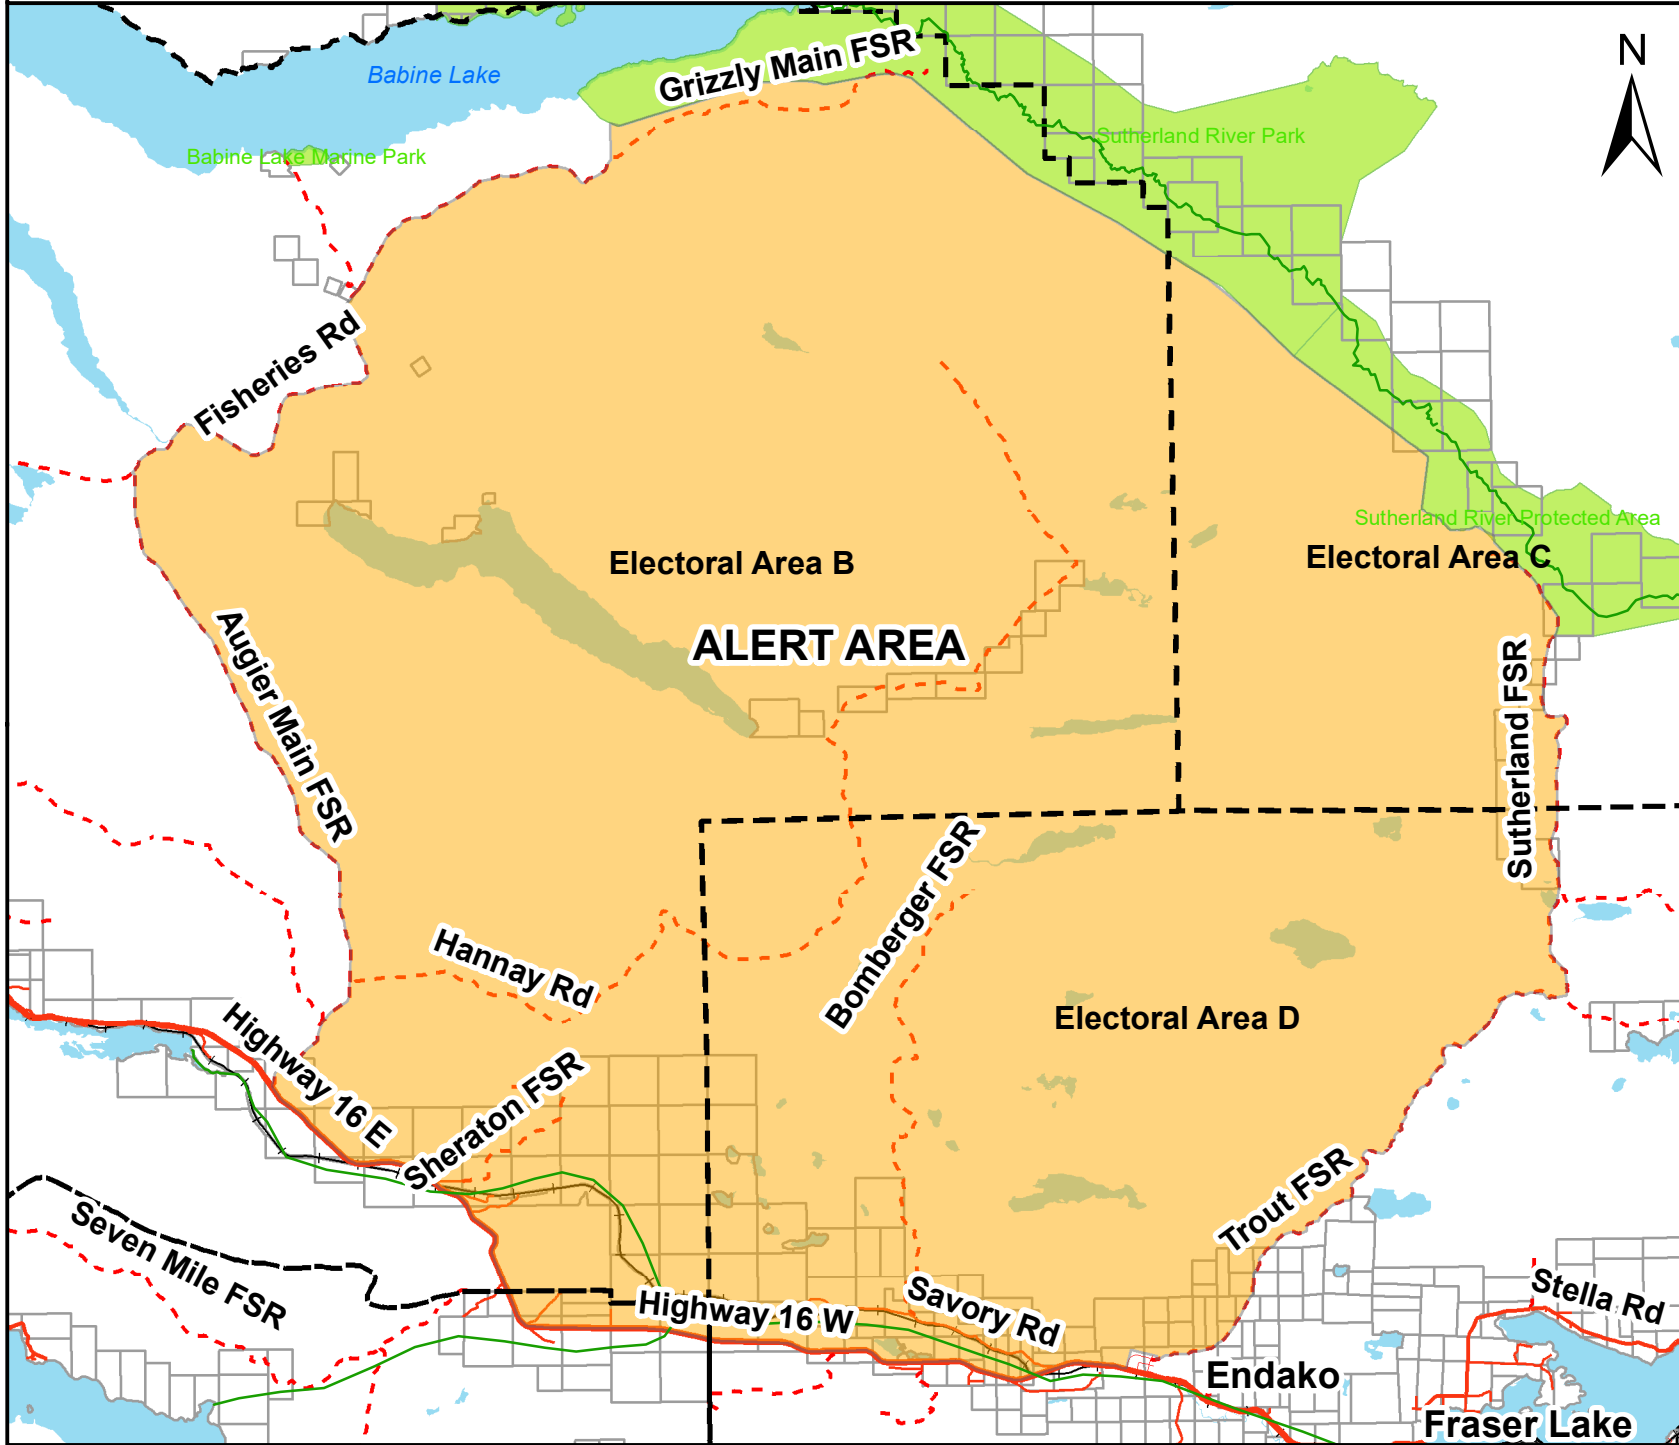 N
Grizzly Main FSR
Babine Lake
Sutherland River Park
Babine Lake Marine Park
Fisheries Rd
Sutherland River Protected Area
Electoral Area B
Electoral Area C
ALERT AREA
Augier Main FSR
Sutherland FSR
Bomberger FSR
Hannay Rd
Electoral Area D
Highway 16 E
Sheraton FSR
Trout FSR
Seven Mile FSR
Highway 16 W
Savory Rd
Stella Rd
Endako
Fraser Lake